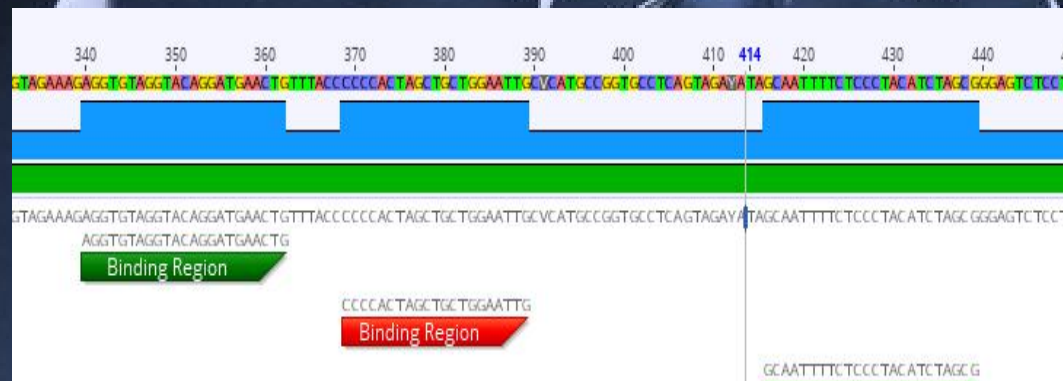 340 350 360 370 380 390 400 410 414 420 430 440
GTAGAAAGAGGTGTAGGTACAGGATGAACTGTTTACCCCCCACTAGCTGCTGGAATTGCVCATGCCGGTGCCTCAGTAGAYATAGCAATTTTCTCCCTACATCTAGCGGGAGTCTCCT
GTAGAAAGAGGTGTAGGTACAGGATGAACTGTTTACCCCCCACTAGCTGCTGGAATTGCVCATGCCGGTGCCTCAGTAGAYATAGCAATTTTCTCCCTACATCTAGCGGGAGTCTCCT
AGGTGTAGGTACAGGATGAACTG
Binding Region
CCCCACTAGCTGCTGGAATTG
Binding Region
GCAATTTTCTCCCTACATCTAGCG